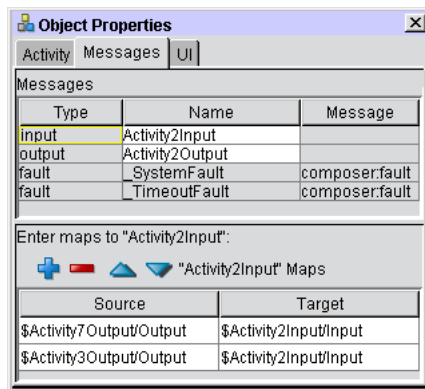 Object Properties
Activity Messages UI
Messages
Type Name Message
input Activity2Input
output Activity2Output
fault _SystemFault composer:fault
fault _TimeoutFault composer:fault
Enter maps to "Activity2Input":
"Activity2Input" Maps
Source Target
$Activity7Output/Output $Activity2Input/Input
$Activity3Output/Output $Activity2Input/Input